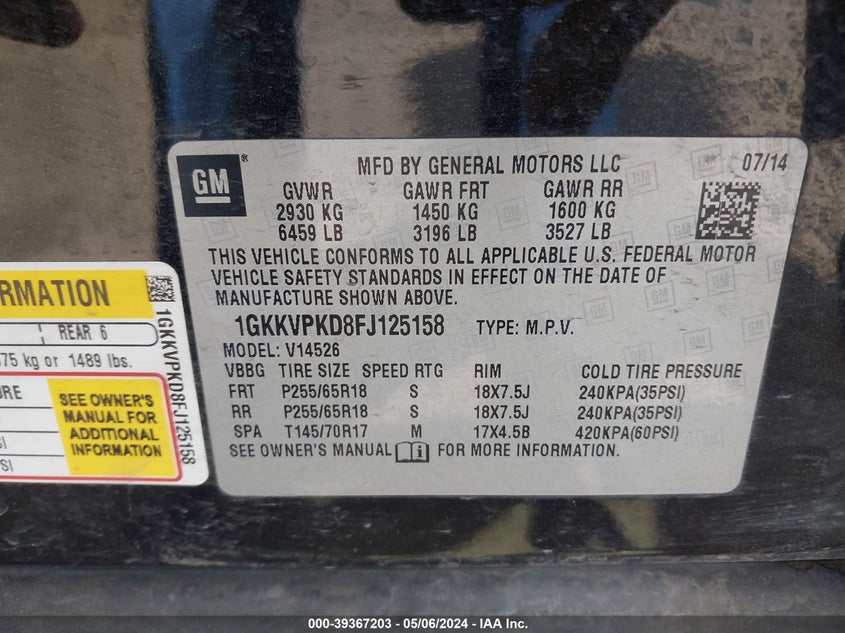 GM
®
MFD BY GENERAL MOTORS LLC
07/14
GVWR GAWR FRT GAWR RR
2930 KG 1450 KG 1600 KG
6459 LB 3196 LB 3527 LB
THIS VEHICLE CONFORMS TO ALL APPLICABLE U.S. FEDERAL MOTOR
VEHICLE SAFETY STANDARDS IN EFFECT ON THE DATE OF
MANUFACTURE SHOWN ABOVE.
1GKKVPKD8FJ125158 TYPE: M.P.V.
MODEL: V14526
VBBG TIRE SIZE SPEED RTG RIM COLD TIRE PRESSURE
FRT P255/65R18 S 18X7.5J 240KPA(35PSI)
RR P255/65R18 S 18X7.5J 240KPA(35PSI)
SPA T145/70R17 M 17X4.5B 420KPA(60PSI)
SEE OWNER'S MANUAL i FOR MORE INFORMATION.
RMATION
REAR 6
75 kg or 1489 lbs.
URE
SI
PSI
SEE OWNER'S
MANUAL FOR
ADDITIONAL
INFORMATION
1GKKVPKD8FJ125158
000-39367203 - 05/06/2024 - IAA Inc.